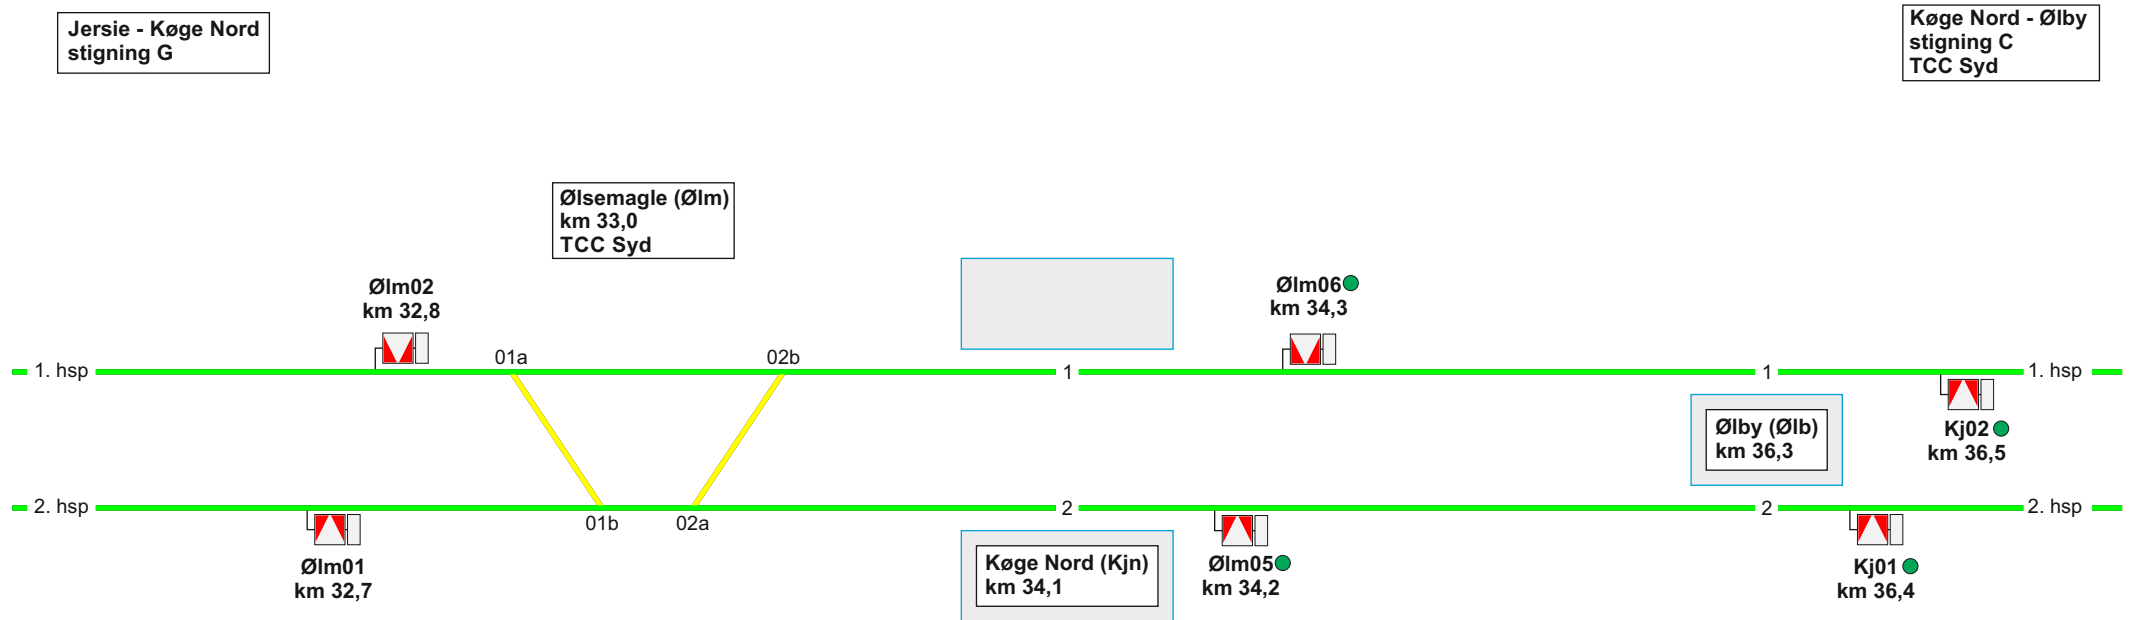 Jersie - Køge Nord
stigning G
Køge Nord - Ølby
stigning C
TCC Syd
Ølsemagle (Ølm)
km 33,0
TCC Syd
Ølm02
km 32,8
Ølm06
km 34,3
01a
02b
1. hsp
1
1
1. hsp
Ølby (Ølb)
km 36,3
Kj02
km 36,5
2. hsp
2
2
2. hsp
01b
02a
Ølm01
km 32,7
Køge Nord (Kjn)
km 34,1
Ølm05
km 34,2
Kj01
km 36,4